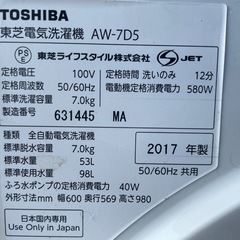 TOSHIBA
東芝電気洗濯機 AW-7D5
PS E 東芝ライフスタイル株式会社 S JET
定格電圧 100V 定格時間 洗いのみ 12分
定格周波数 50/60Hz 電動機定格消費電力 580W
標準洗濯容量 7.0kg
製造番号 631445 MA
種類 全自動電気洗濯機
標準脱水容量 7.0kg 2017 年製
標準水量 53L
標準使用水量 98L 50/60Hz 共用
ふろ水ポンプの定格消費電力 40W
外形寸法mm 幅600 奥行569 高さ980
日本国内専用
Use only in Japan